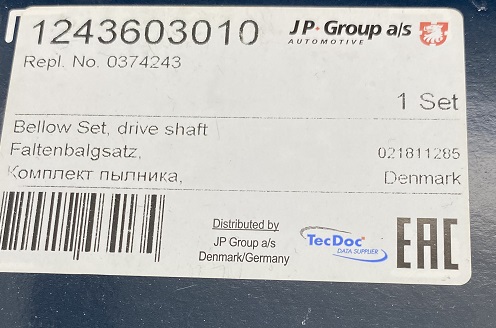 1243603010
JP Group a/s
AUTOMOTIVE
Repl. No. 0374243
1 Set
Bellow Set, drive shaft
Faltenbalgsatz,
021811285
Комплект пылника,
Denmark
Distributed by
JP Group a/s
Denmark/Germany
TecDoc
DATA SUPPLIER
EAC